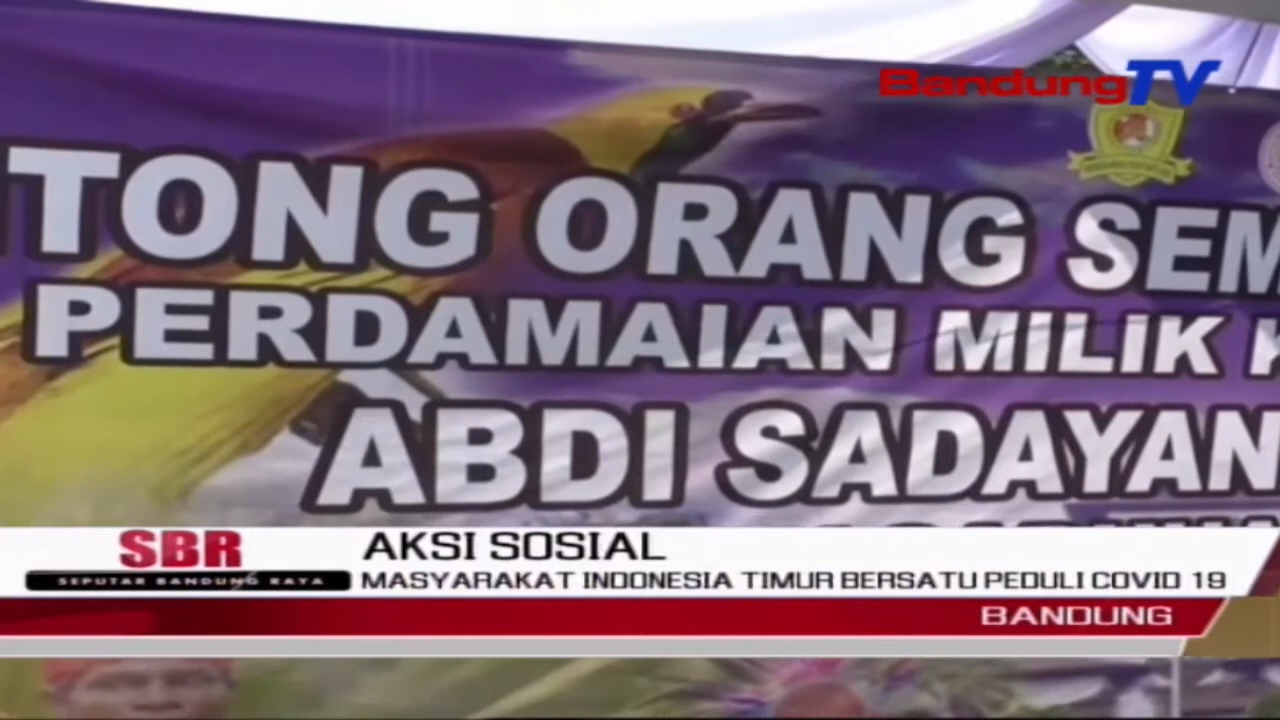 BandungTV
TONG ORANG SEM
PERDAMAIAN MILIK K
ABDI SADAYAN
SBR
SEPUTAR BANDUNG RAYA
AKSI SOSIAL
MASYARAKAT INDONESIA TIMUR BERSATU PEDULI COVID 19
BANDUNG